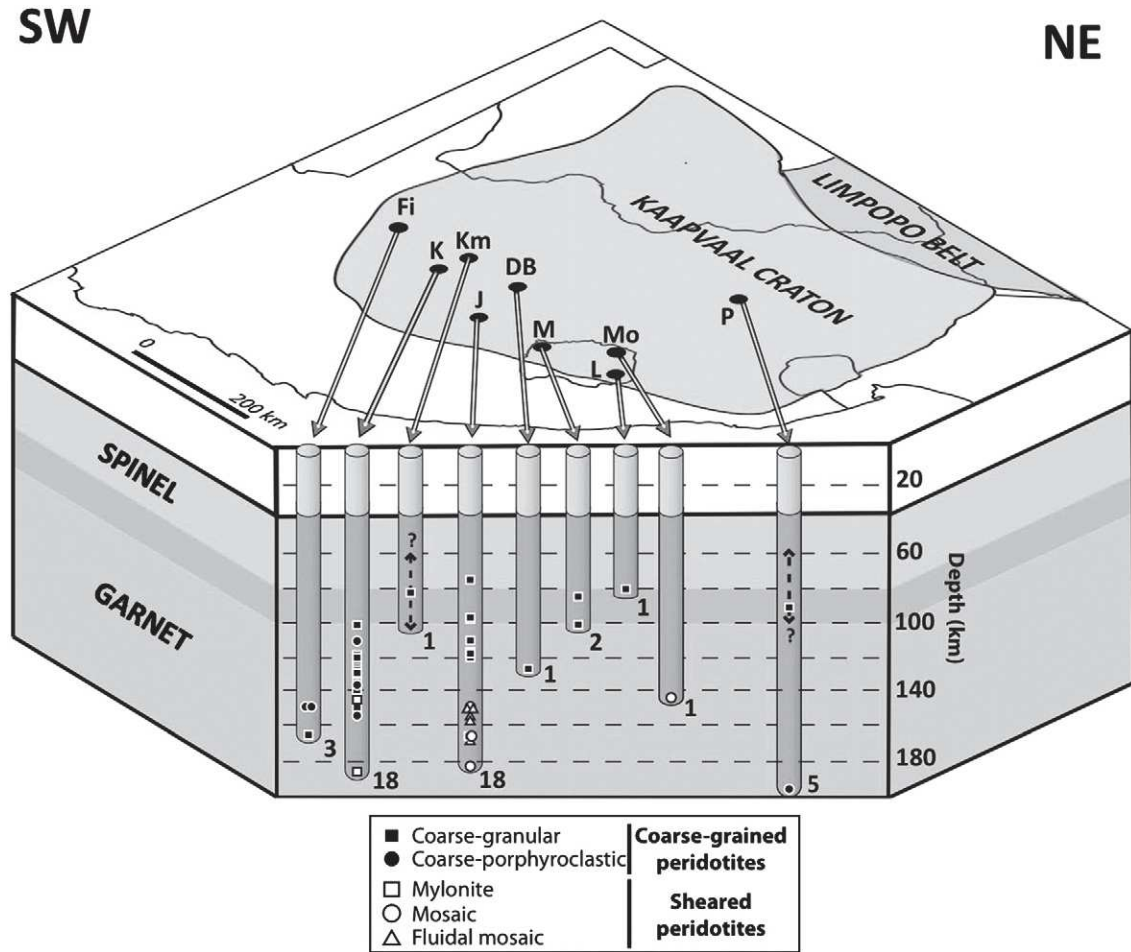 SW
NE
LIMPOPO BELT
KAAPVAAL CRATON
Fi
K
Km
DB
J
M
Mo
L
P
0
200 km
SPINEL
GARNET
20
60
100
140
180
Depth (km)
?
?
3
18
1
18
1
2
1
1
5
Coarse-granular
Coarse-porphyroclastic
Coarse-grained
peridotites
Mylonite
Mosaic
Fluidal mosaic
Sheared
peridotites